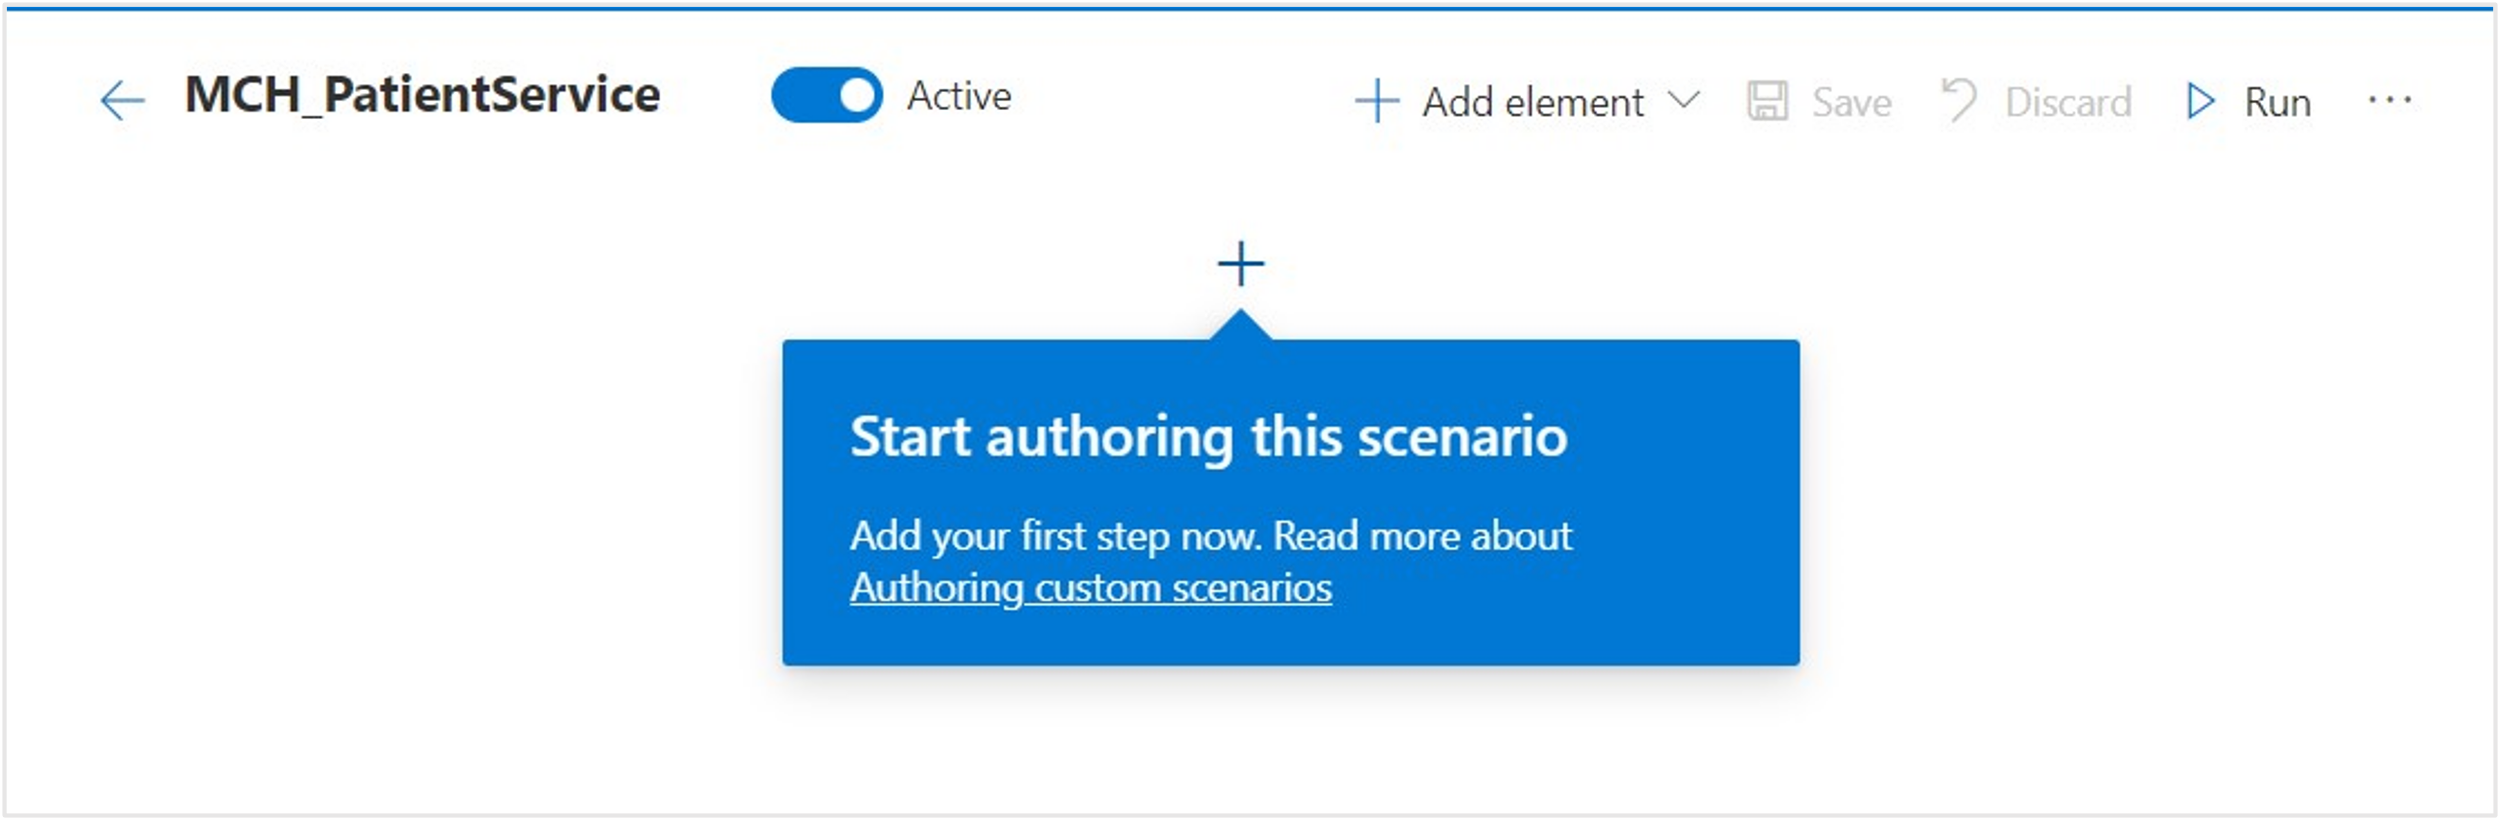 MCH_PatientService
Active
Add element
Save
Discard
Run
Start authoring this scenario
Add your first step now. Read more about
Authoring custom scenarios